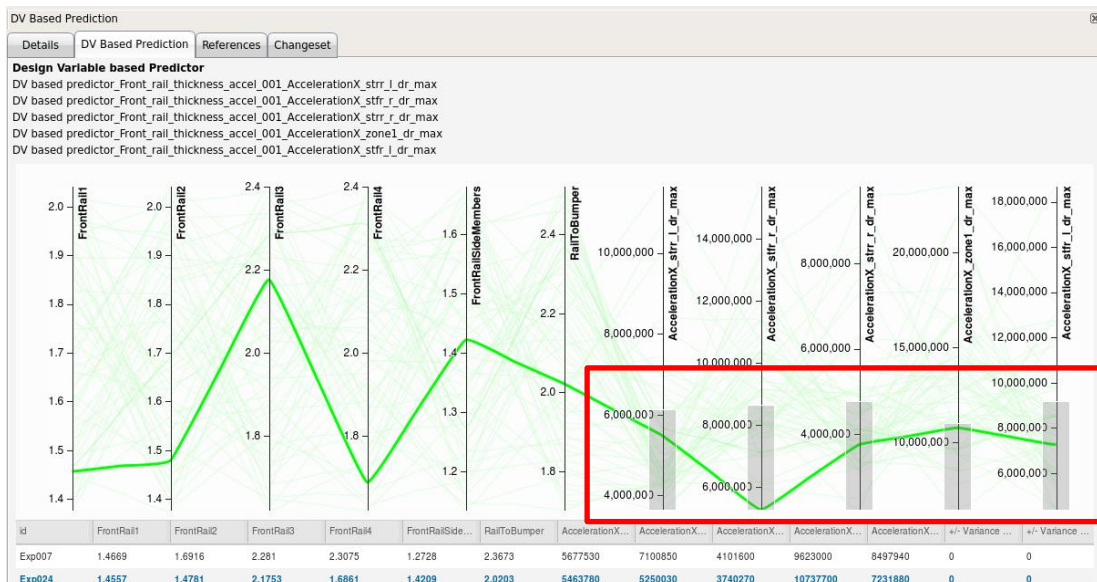 DV Based Prediction
Details
DV Based Prediction
References
Changeset
Design Variable based Predictor
DV based predictor_Front_rail_thickness_accel_001_AccelerationX_strr_l_dr_max
DV based predictor_Front_rail_thickness_accel_001_AccelerationX_stfr_r_dr_max
DV based predictor_Front_rail_thickness_accel_001_AccelerationX_strr_r_dr_max
DV based predictor_Front_rail_thickness_accel_001_AccelerationX_zone1_dr_max
DV based predictor_Front_rail_thickness_accel_001_AccelerationX_stfr_l_dr_max
FrontRail1
2.0
1.9
1.8
1.7
1.6
1.5
1.4
FrontRail2
2.0
1.9
1.8
1.7
1.6
1.5
1.4
FrontRail3
2.4
2.2
2.0
1.8
FrontRail4
2.4
2.2
2.0
1.8
FrontRailSideMembers
1.6
1.5
1.4
1.3
1.2
RailToBumper
2.4
2.2
2.0
1.8
AccelerationX_strr_l_dr_max
10,000,000
8,000,000
6,000,000
4,000,000
AccelerationX_stfr_r_dr_max
14,000,000
12,000,000
10,000,000
8,000,000
6,000,000
AccelerationX_strr_r_dr_max
8,000,000
6,000,000
4,000,000
AccelerationX_zone1_dr_max
20,000,000
15,000,000
10,000,000
AccelerationX_stfr_l_dr_max
18,000,000
16,000,000
14,000,000
12,000,000
10,000,000
8,000,000
6,000,000
id FrontRail1 FrontRail2 FrontRail3 FrontRail4 FrontRailSide... RailToBumper AccelerationX... AccelerationX... AccelerationX... AccelerationX... AccelerationX... +/- Variance ... +/- Variance ...
Exp007 1.4669 1.6916 2.281 2.3075 1.2728 2.3673 5677530 7100850 4101600 9623000 8497940 0 0
Exp024 1.4557 1.4781 2.1753 1.6861 1.4209 2.0203 5463780 5250030 3740270 10737700 7231880 0 0